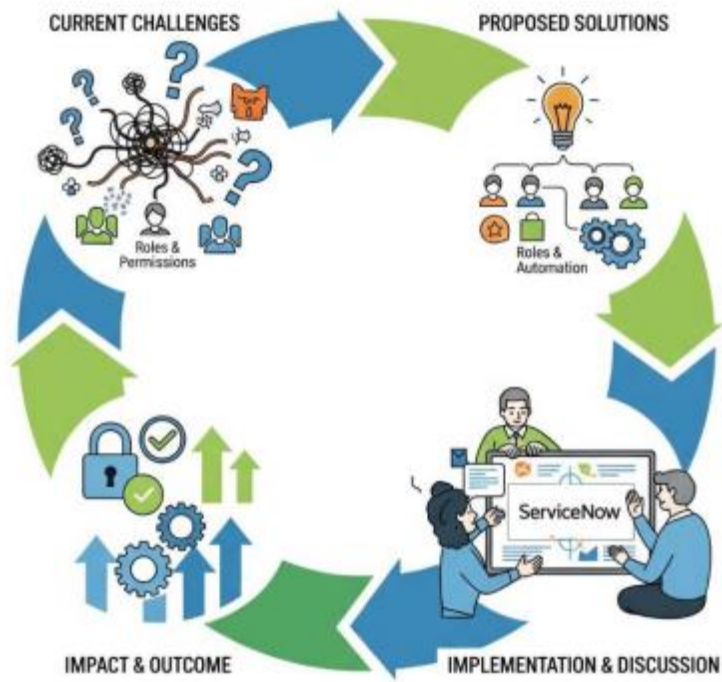 CURRENT CHALLENGES
PROPOSED SOLUTIONS
Roles &
Permissions
Roles &
Automation
ServiceNow
IMPACT & OUTCOME
IMPLEMENTATION & DISCUSSION